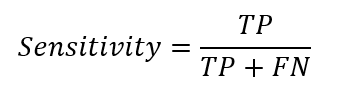 Sensitivity = TP / TP + FN